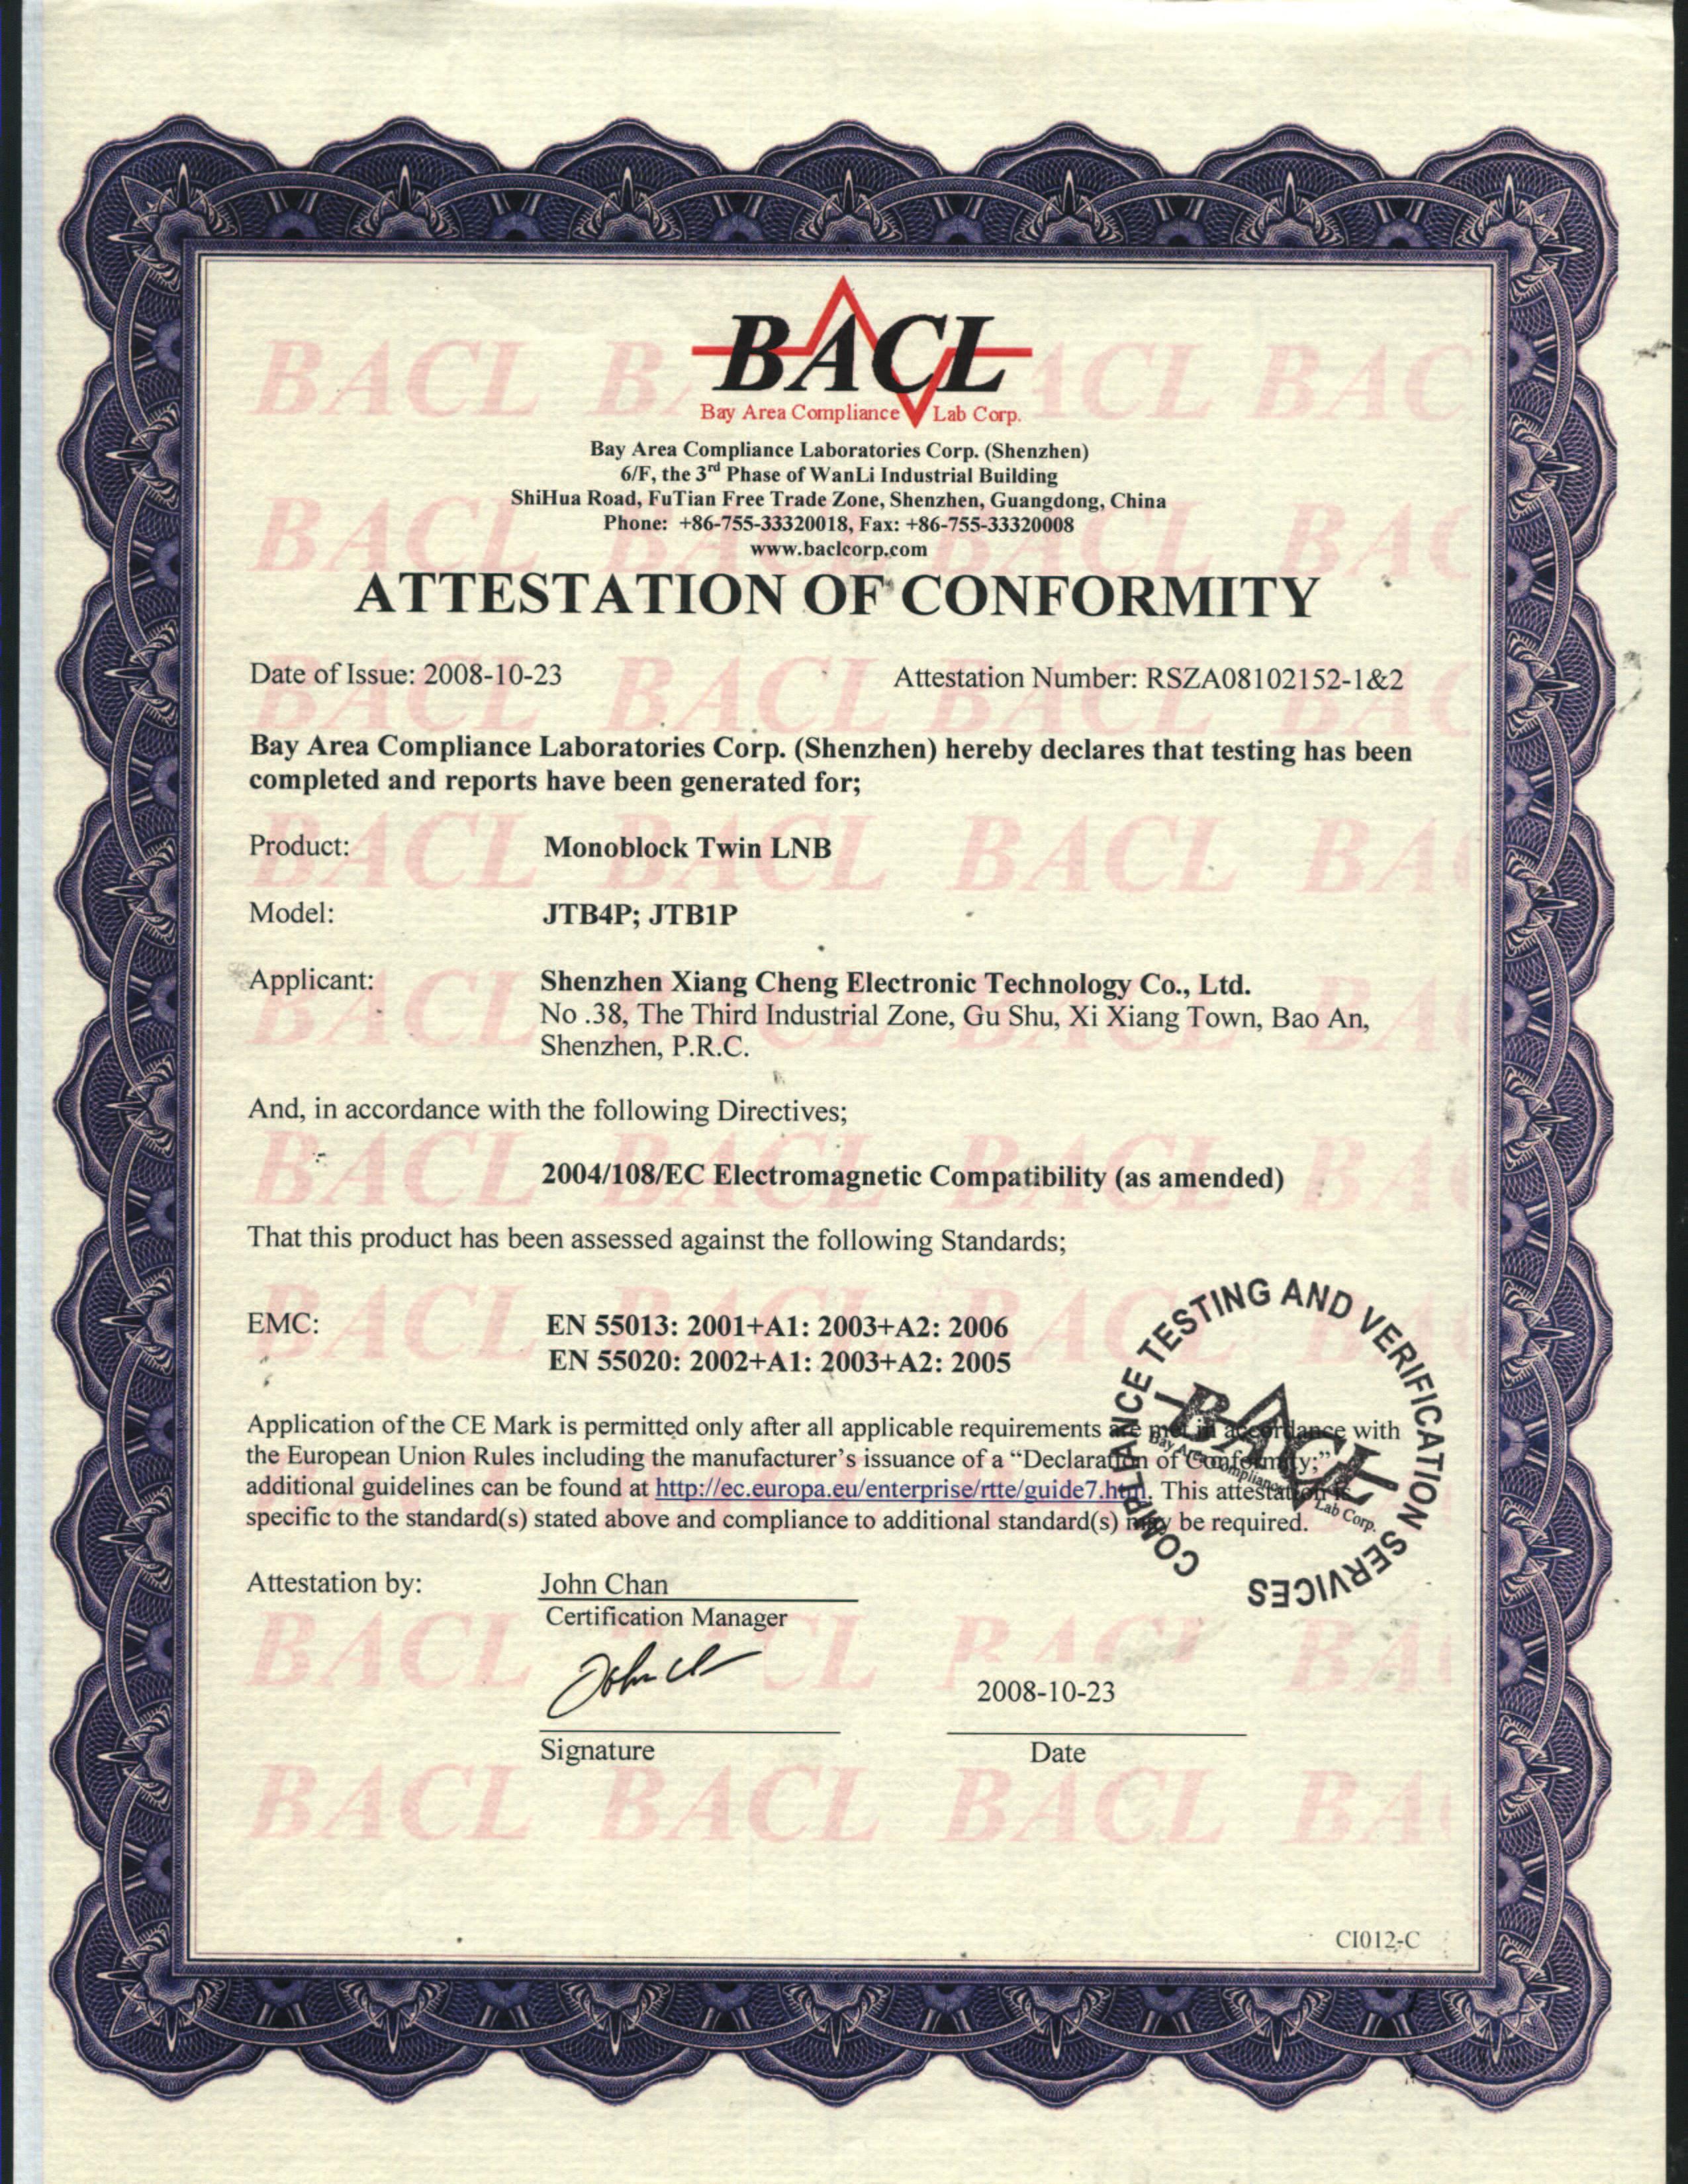 BACL
Bay Area Compliance Lab Corp.
Bay Area Compliance Laboratories Corp. (Shenzhen)
6/F, the 3rd Phase of WanLi Industrial Building
ShiHua Road, FuTian Free Trade Zone, Shenzhen, Guangdong, China
Phone: +86-755-33320018, Fax: +86-755-33320008
www.baclcorp.com
ATTESTATION OF CONFORMITY
Date of Issue: 2008-10-23 Attestation Number: RSZA08102152-1&2
Bay Area Compliance Laboratories Corp. (Shenzhen) hereby declares that testing has been
completed and reports have been generated for;
Product: Monoblock Twin LNB
Model: JTB4P; JTB1P
Applicant: Shenzhen Xiang Cheng Electronic Technology Co., Ltd.
No .38, The Third Industrial Zone, Gu Shu, Xi Xiang Town, Bao An,
Shenzhen, P.R.C.
And, in accordance with the following Directives;
2004/108/EC Electromagnetic Compatibility (as amended)
That this product has been assessed against the following Standards;
EMC: EN 55013: 2001+A1: 2003+A2: 2006
EN 55020: 2002+A1: 2003+A2: 2005
Application of the CE Mark is permitted only after all applicable requirements are met in accordance with
the European Union Rules including the manufacturer's issuance of a "Declaration of Conformity;"
additional guidelines can be found at http://ec.europa.eu/enterprise/rtte/guide7.htm. This attestation is
specific to the standard(s) stated above and compliance to additional standard(s) may be required.
COMPLIANCE TESTING AND VERIFICATION SERVICES
BACL
Bay Area Compliance Lab Corp.
Attestation by: John Chan
Certification Manager
2008-10-23
Signature Date
CI012-C